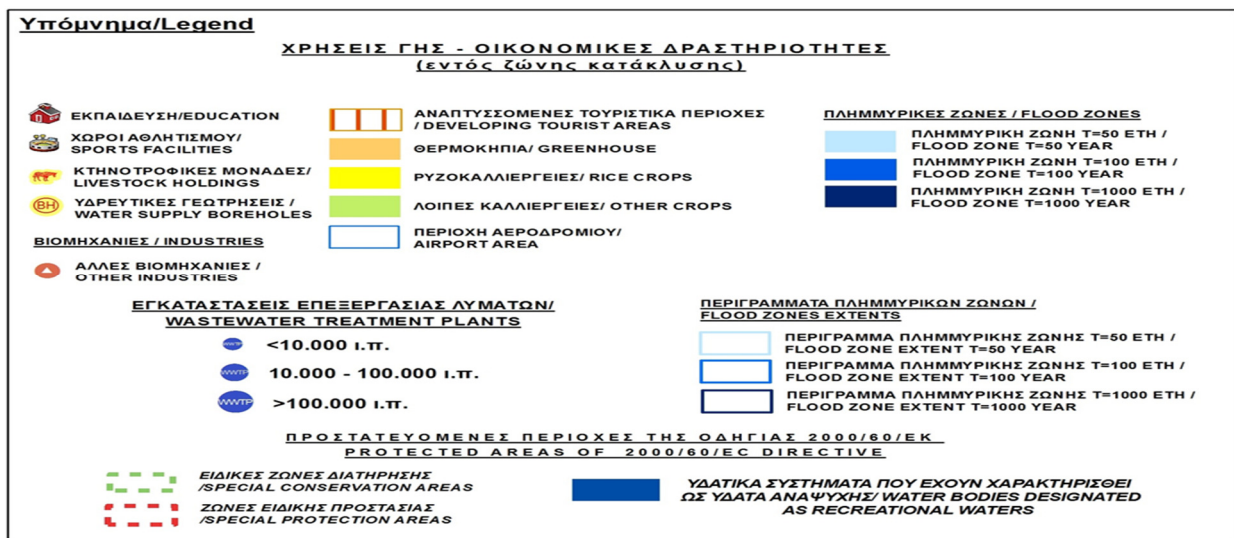 Υπόμνημα/Legend
ΧΡΗΣΕΙΣ ΓΗΣ - ΟΙΚΟΝΟΜΙΚΕΣ ΔΡΑΣΤΗΡΙΟΤΗΤΕΣ
(εντός ζώνης κατάκλυσης)
ΕΚΠΑΙΔΕΥΣΗ/EDUCATION
ΧΩΡΟΙ ΑΘΛΗΤΙΣΜΟΥ/
SPORTS FACILITIES
ΚΤΗΝΟΤΡΟΦΙΚΕΣ ΜΟΝΑΔΕΣ/
LIVESTOCK HOLDINGS
BH
ΥΔΡΕΥΤΙΚΕΣ ΓΕΩΤΡΗΣΕΙΣ /
WATER SUPPLY BOREHOLES
ΒΙΟΜΗΧΑΝΙΕΣ / INDUSTRIES
ΑΛΛΕΣ ΒΙΟΜΗΧΑΝΙΕΣ /
OTHER INDUSTRIES
ΑΝΑΠΤΥΣΣΟΜΕΝΕΣ ΤΟΥΡΙΣΤΙΚΑ ΠΕΡΙΟΧΕΣ
/ DEVELOPING TOURIST AREAS
ΘΕΡΜΟΚΗΠΙΑ/ GREENHOUSE
ΡΥΖΟΚΑΛΛΙΕΡΓΕΙΕΣ/ RICE CROPS
ΛΟΙΠΕΣ ΚΑΛΛΙΕΡΓΕΙΕΣ/ OTHER CROPS
ΠΕΡΙΟΧΗ ΑΕΡΟΔΡΟΜΙΟΥ/
AIRPORT AREA
ΠΛΗΜΜΥΡΙΚΕΣ ΖΩΝΕΣ / FLOOD ZONES
ΠΛΗΜΜΥΡΙΚΗ ΖΩΝΗ Τ=50 ΕΤΗ /
FLOOD ZONE T=50 YEAR
ΠΛΗΜΜΥΡΙΚΗ ΖΩΝΗ Τ=100 ΕΤΗ /
FLOOD ZONE T=100 YEAR
ΠΛΗΜΜΥΡΙΚΗ ΖΩΝΗ Τ=1000 ΕΤΗ /
FLOOD ZONE T=1000 YEAR
ΕΓΚΑΤΑΣΤΑΣΕΙΣ ΕΠΕΞΕΡΓΑΣΙΑΣ ΛΥΜΑΤΩΝ/
WASTEWATER TREATMENT PLANTS
WWTP <10.000 ι.π.
WWTP 10.000 - 100.000 ι.π.
WWTP >100.000 ι.π.
ΠΕΡΙΓΡΑΜΜΑΤΑ ΠΛΗΜΜΥΡΙΚΩΝ ΖΩΝΩΝ /
FLOOD ZONES EXTENTS
ΠΕΡΙΓΡΑΜΜΑ ΠΛΗΜΜΥΡΙΚΗΣ ΖΩΝΗΣ Τ=50 ΕΤΗ /
FLOOD ZONE EXTENT T=50 YEAR
ΠΕΡΙΓΡΑΜΜΑ ΠΛΗΜΜΥΡΙΚΗΣ ΖΩΝΗΣ Τ=100 ΕΤΗ /
FLOOD ZONE EXTENT T=100 YEAR
ΠΕΡΙΓΡΑΜΜΑ ΠΛΗΜΜΥΡΙΚΗΣ ΖΩΝΗΣ Τ=1000 ΕΤΗ /
FLOOD ZONE EXTENT T=1000 YEAR
ΠΡΟΣΤΑΤΕΥΟΜΕΝΕΣ ΠΕΡΙΟΧΕΣ ΤΗΣ ΟΔΗΓΙΑΣ 2000/60/ΕΚ
PROTECTED AREAS OF 2000/60/EC DIRECTIVE
ΕΙΔΙΚΕΣ ΖΩΝΕΣ ΔΙΑΤΗΡΗΣΗΣ
/SPECIAL CONSERVATION AREAS
ΖΩΝΕΣ ΕΙΔΙΚΗΣ ΠΡΟΣΤΑΣΙΑΣ
/SPECIAL PROTECTION AREAS
ΥΔΑΤΙΚΑ ΣΥΣΤΗΜΑΤΑ ΠΟΥ ΕΧΟΥΝ ΧΑΡΑΚΤΗΡΙΣΘΕΙ
ΩΣ ΥΔΑΤΑ ΑΝΑΨΥΧΗΣ/ WATER BODIES DESIGNATED
AS RECREATIONAL WATERS